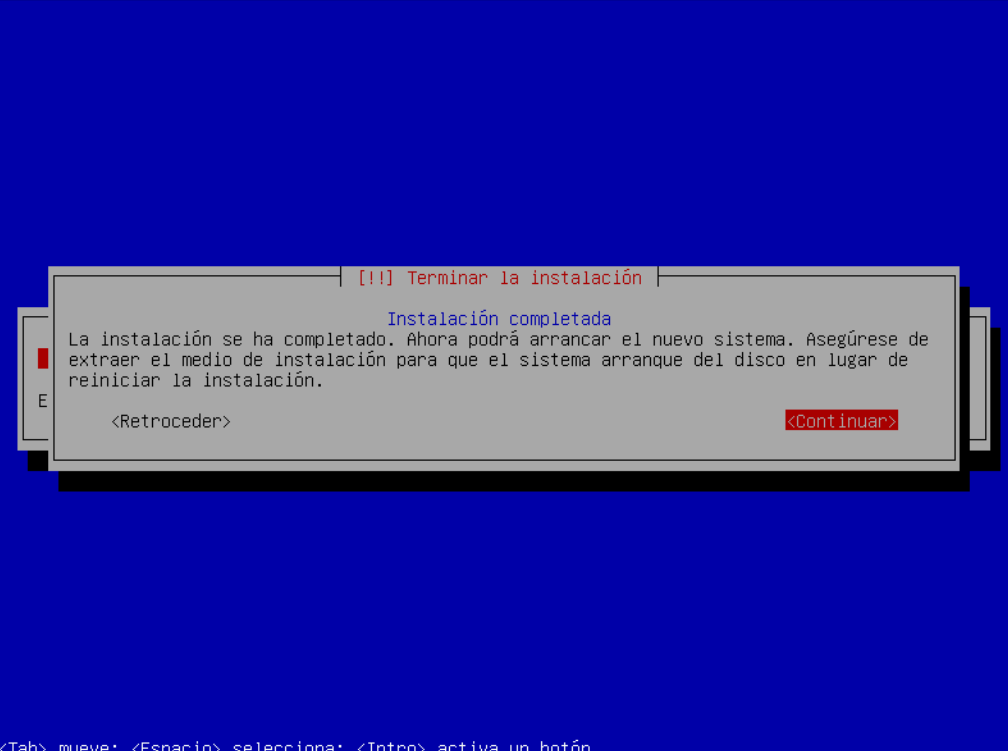 [!!] Terminar la instalación
Instalación completada
La instalación se ha completado. Ahora podrá arrancar el nuevo sistema. Asegúrese de
extraer el medio de instalación para que el sistema arranque del disco en lugar de
reiniciar la instalación.
E
<Retroceder> <Continuar>
<Tab> mueve; <Espacio> selecciona; <Intro> activa un botón